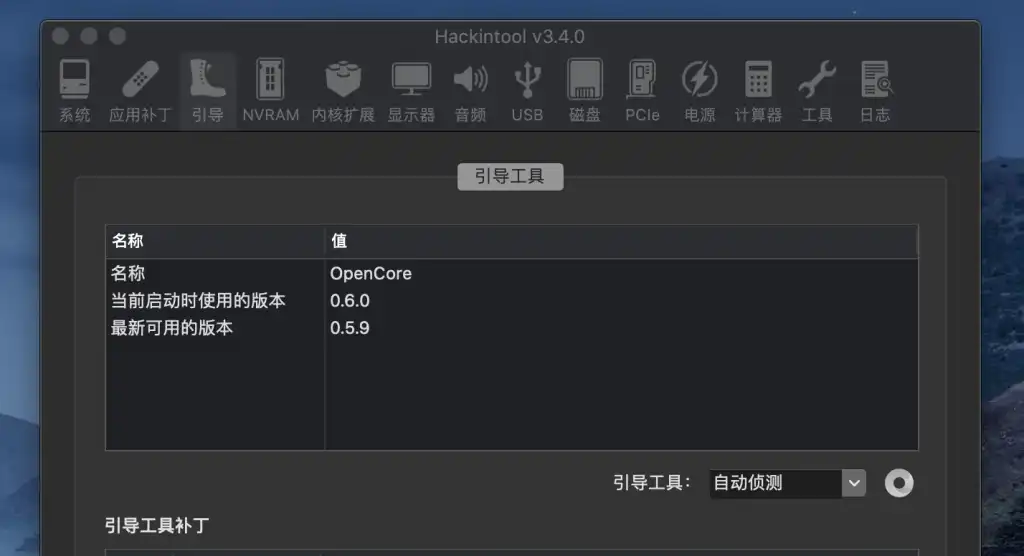 Hackintool v3.4.0
系统 应用补丁 引导 NVRAM 内核扩展 显示器 音频 USB 磁盘 PCIe 电源 计算器 工具 日志
引导工具
名称 值
名称 OpenCore
当前启动时使用的版本 0.6.0
最新可用的版本 0.5.9
引导工具： 自动侦测
引导工具补丁